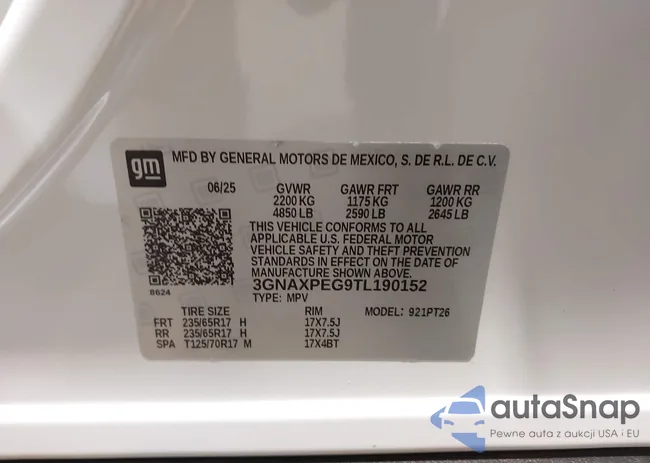 gm MFD BY GENERAL MOTORS DE MEXICO, S. DE R.L. DE C.V.
06/25 GVWR GAWR FRT GAWR RR
2200 KG 1175 KG 1200 KG
4850 LB 2590 LB 2645 LB
THIS VEHICLE CONFORMS TO ALL
APPLICABLE U.S. FEDERAL MOTOR
VEHICLE SAFETY AND THEFT PREVENTION
STANDARDS IN EFFECT ON THE DATE OF
MANUFACTURE SHOWN ABOVE.
3GNAXPEG9TL190152
8624
TYPE: MPV
TIRE SIZE RIM MODEL: 921PT26
FRT 235/65R17 H 17X7.5J
RR 235/65R17 H 17X7.5J
SPA T125/70R17 M 17X4BT
autaSnap
Pewne auta z aukcji USA i EU